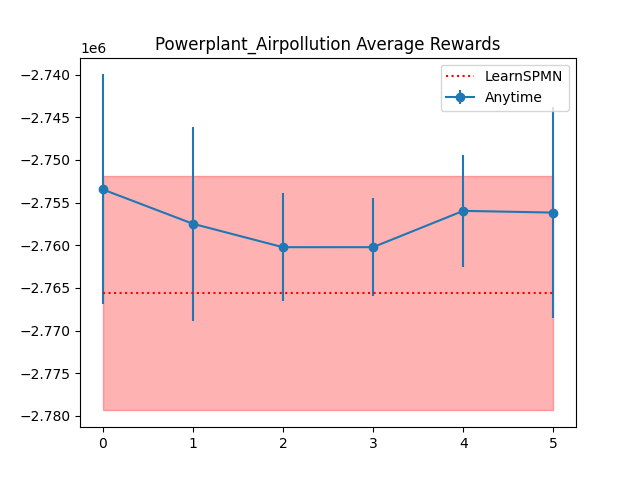 Powerplant_Airpollution Average Rewards
1e6
LearnSPMN
Anytime
−2.740
−2.745
−2.750
−2.755
−2.760
−2.765
−2.770
−2.775
−2.780
0 1 2 3 4 5